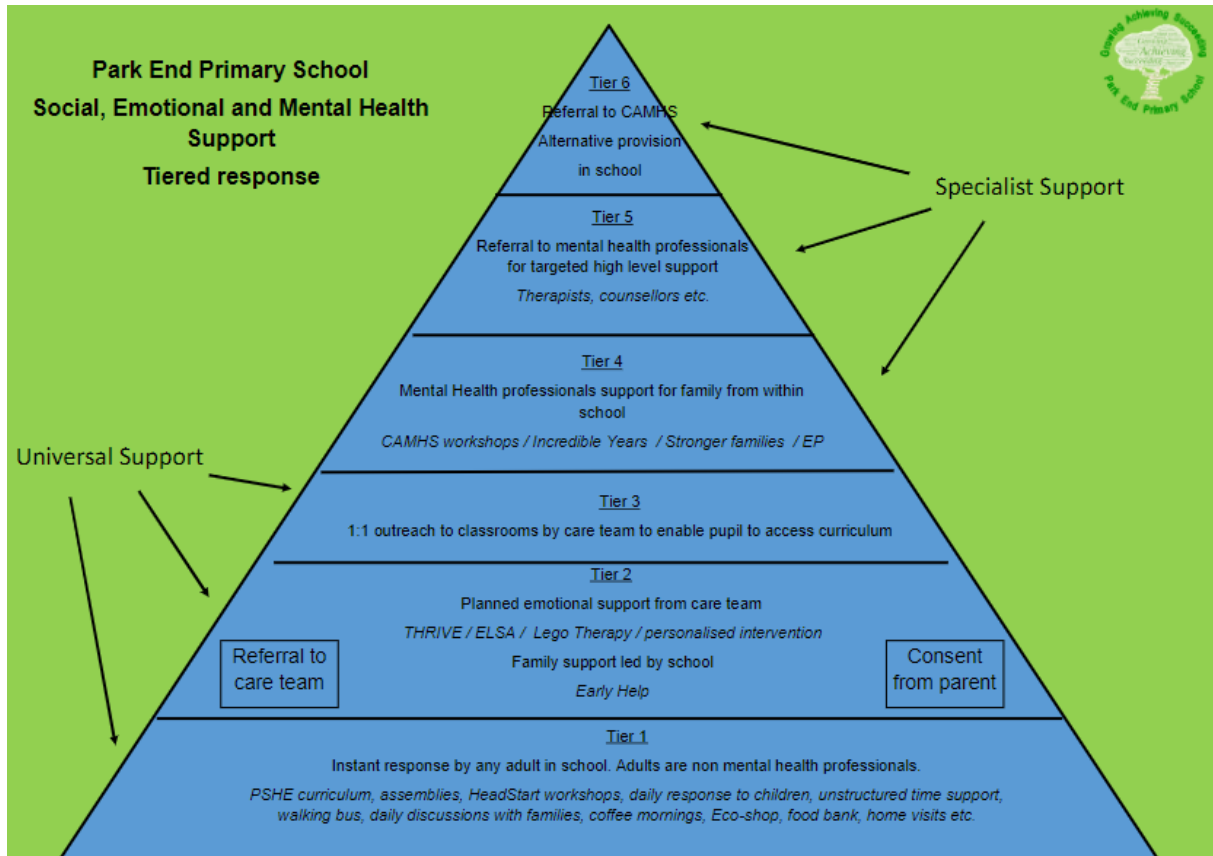 Park End Primary School
Social, Emotional and Mental Health
Support
Tiered response
Growing Achieving Succeeding
Achieving
Succeeding
Park End Primary School
Specialist Support
Universal Support
Tier 6
Referral to CAMHS
Alternative provision
in school
Tier 5
Referral to mental health professionals
for targeted high level support
Therapists, counsellors etc.
Tier 4
Mental Health professionals support for family from within
school
CAMHS workshops / Incredible Years / Stronger families / EP
Tier 3
1:1 outreach to classrooms by care team to enable pupil to access curriculum
Tier 2
Planned emotional support from care team
THRIVE / ELSA / Lego Therapy / personalised intervention
Family support led by school
Early Help
Referral to
care team
Consent
from parent
Tier 1
Instant response by any adult in school. Adults are non mental health professionals.
PSHE curriculum, assemblies, HeadStart workshops, daily response to children, unstructured time support,
walking bus, daily discussions with families, coffee mornings, Eco-shop, food bank, home visits etc.